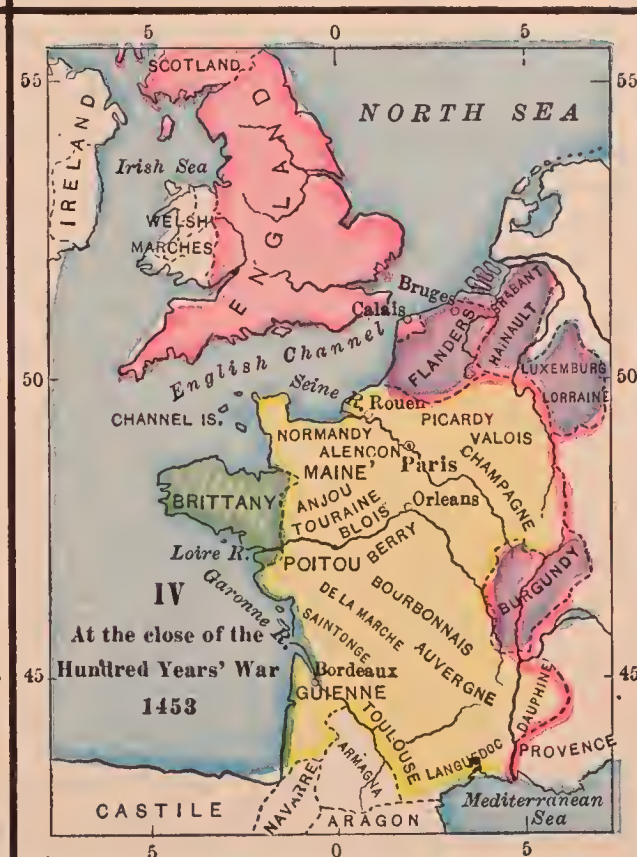 5 0 5
55 55
SCOTLAND
NORTH SEA
IRELAND
Irish Sea
ENGLAND
WELSH
MARCHES
Bruges
Calais
BRABANT
FLANDERS
HAINAULT
English Channel
50 50
LUXEMBURG
LORRAINE
Seine R.
Rouen
CHANNEL IS.
PICARDY
NORMANDY
VALOIS
ALENCON
MAINE'
Paris
CHAMPAGNE
BRITTANY
ANJOU
Orleans
TOURAINE
BLOIS
Loire R.
POITOU
BERRY
BURGUNDY
Garonne R.
BOURBONNAIS
DE LA MARCHE
SAINTONGE
AUVERGNE
IV
At the close of the
Hundred Years' War
1453
45 45
Bordeaux
GUIENNE
DAUPHINE
TOULOUSE
PROVENCE
LANGUEDOC
ARMAGNA
NAVARRE
CASTILE
ARAGON
Mediterranean
Sea
5 0 5